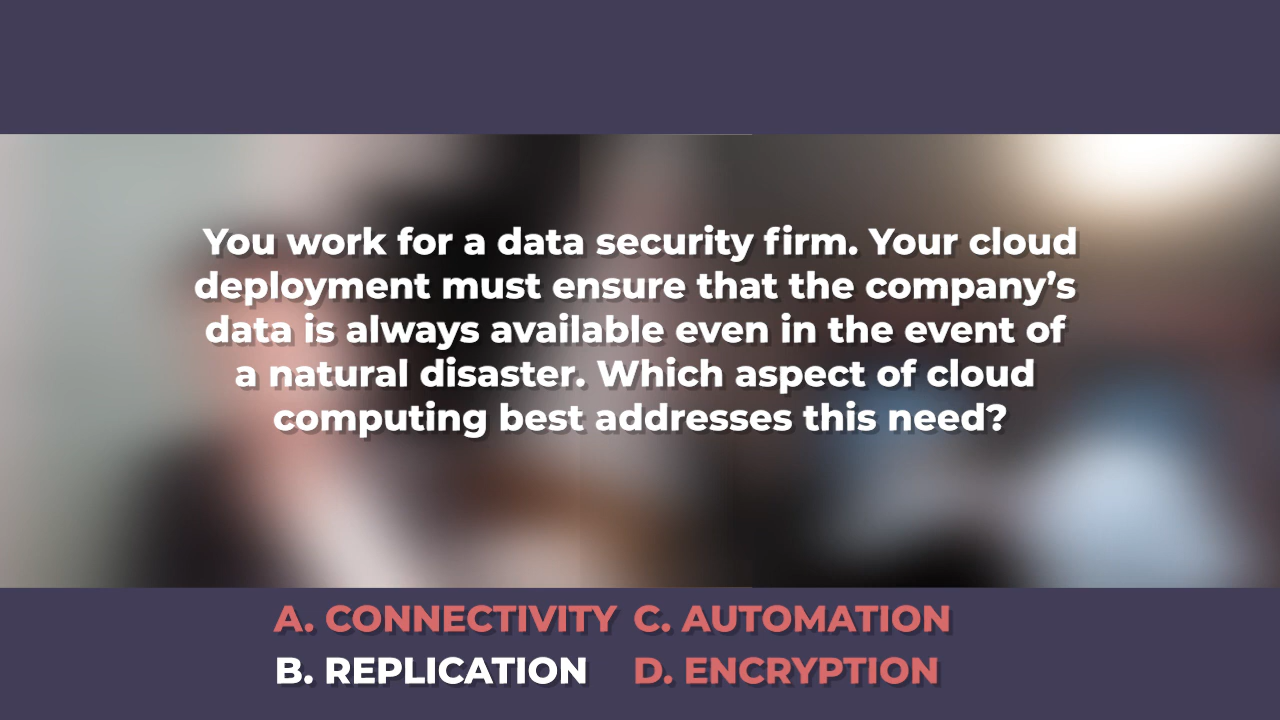 You work for a data security firm. Your cloud
deployment must ensure that the company’s
data is always available even in the event of
a natural disaster. Which aspect of cloud
computing best addresses this need?
A. CONNECTIVITY
B. REPLICATION
C. AUTOMATION
D. ENCRYPTION